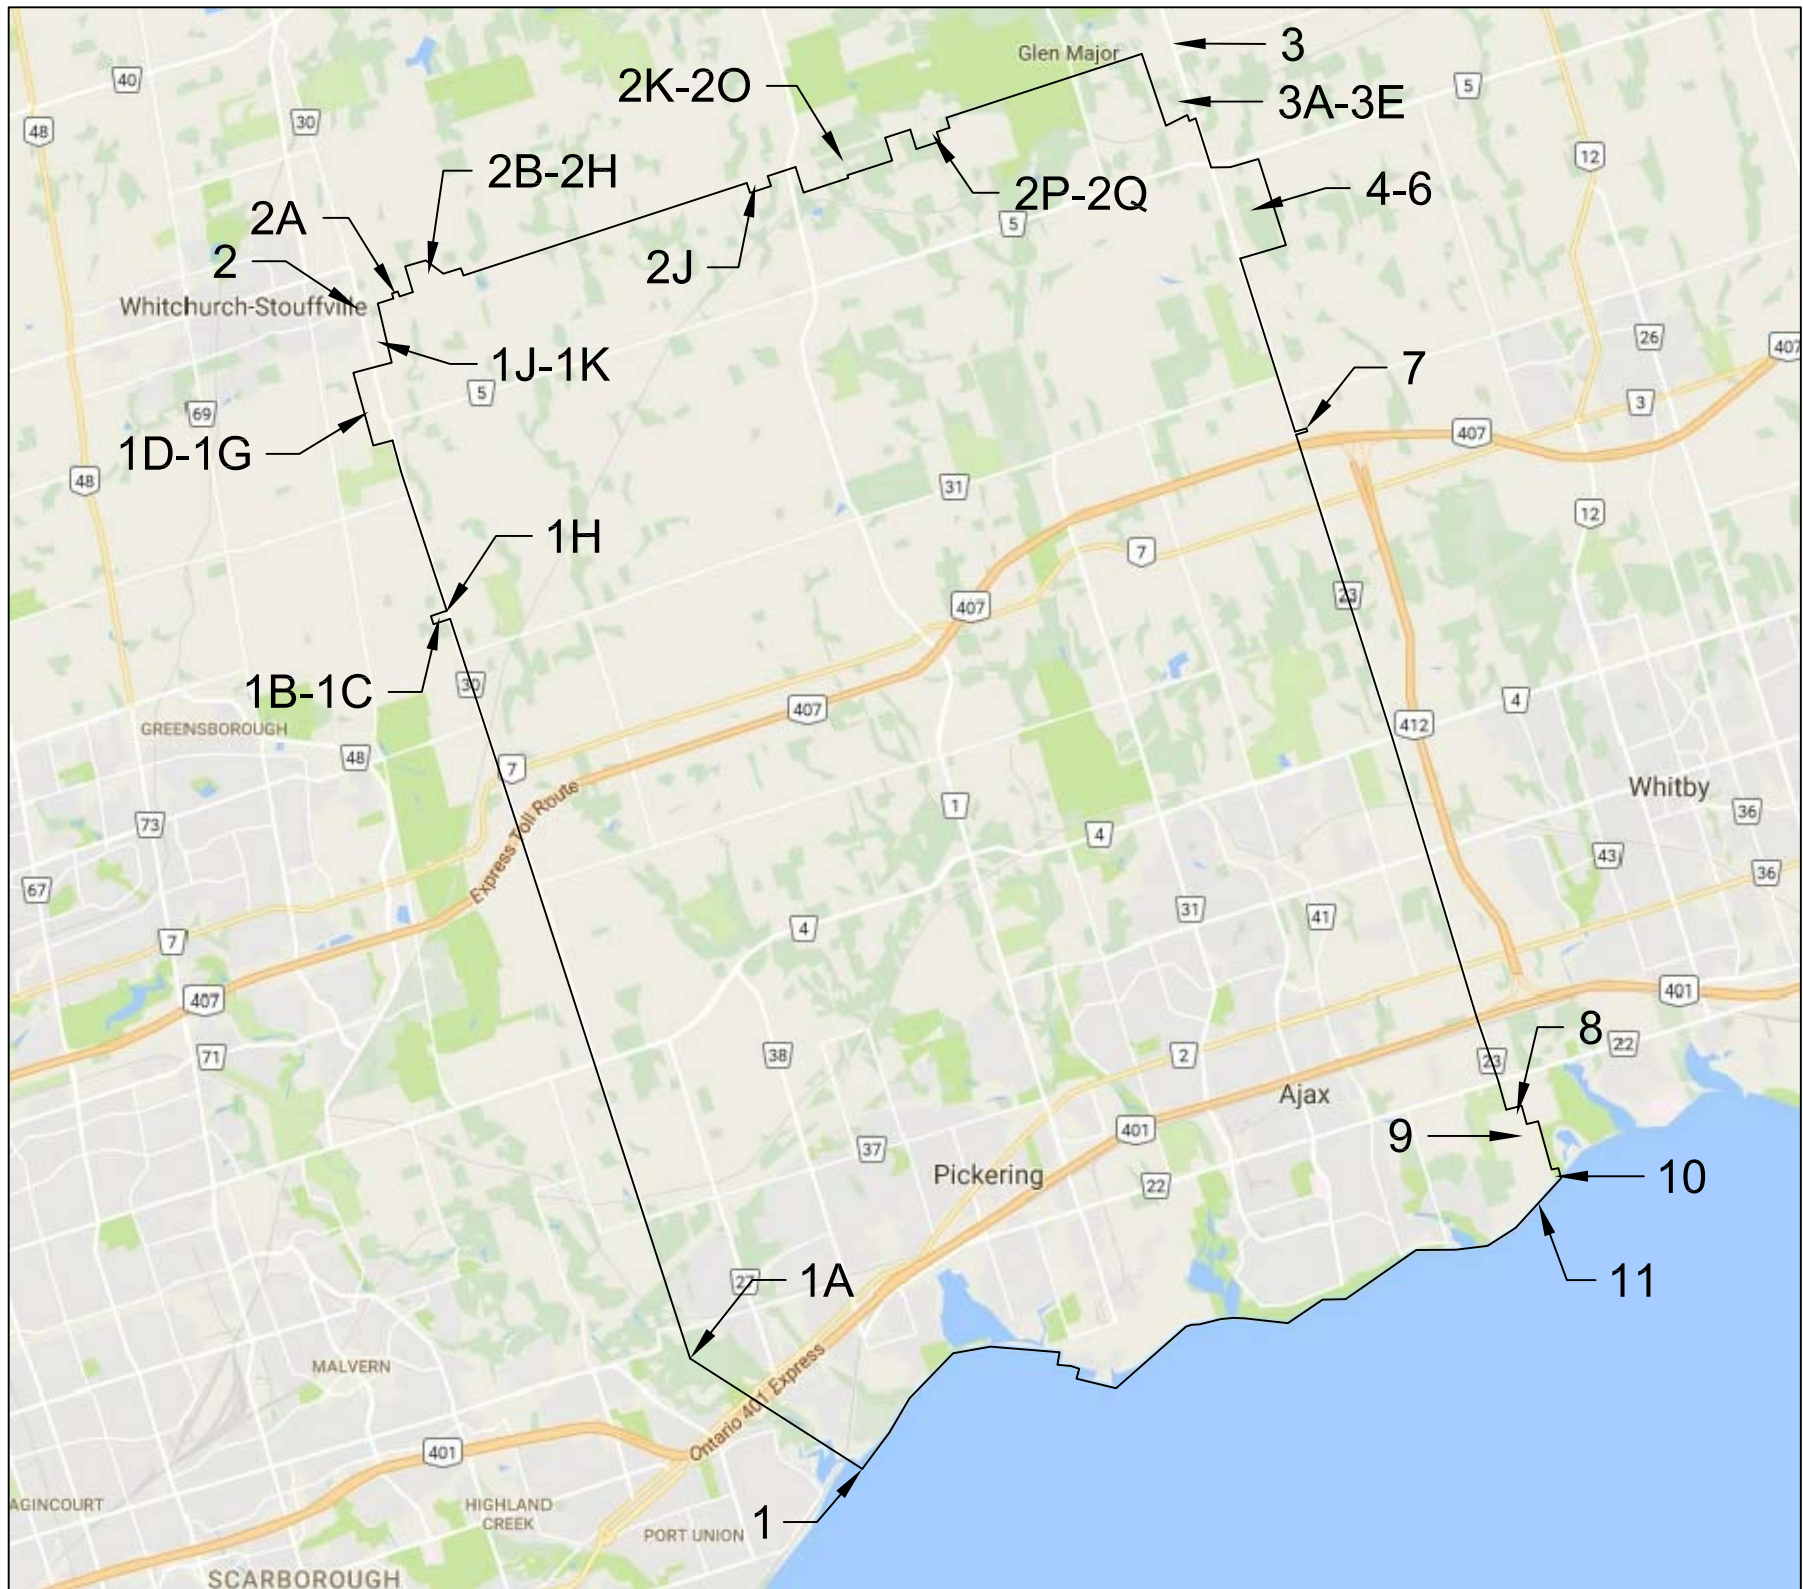 Glen Major
3
40
2K-2O
5
3A-3E
30
48
12
2B-2H
4-6
2P-2Q
2A
5
2
2J
Whitchurch-Stouffville
26
407
1J-1K
7
5
3
69
407
1D-1G
48
31
12
1H
7
23
407
30
1B-1C
4
407
412
GREENSBOROUGH
48
7
Whitby
Express Toll Route
1
36
73
4
43
36
67
31
41
4
7
407
401
8
71
38
2
22
23
Ajax
401
9
37
Pickering
22
10
1A
27
11
MALVERN
Ontario 401 Express
401
AGINCOURT
HIGHLAND
CREEK
1
PORT UNION
SCARBOROUGH